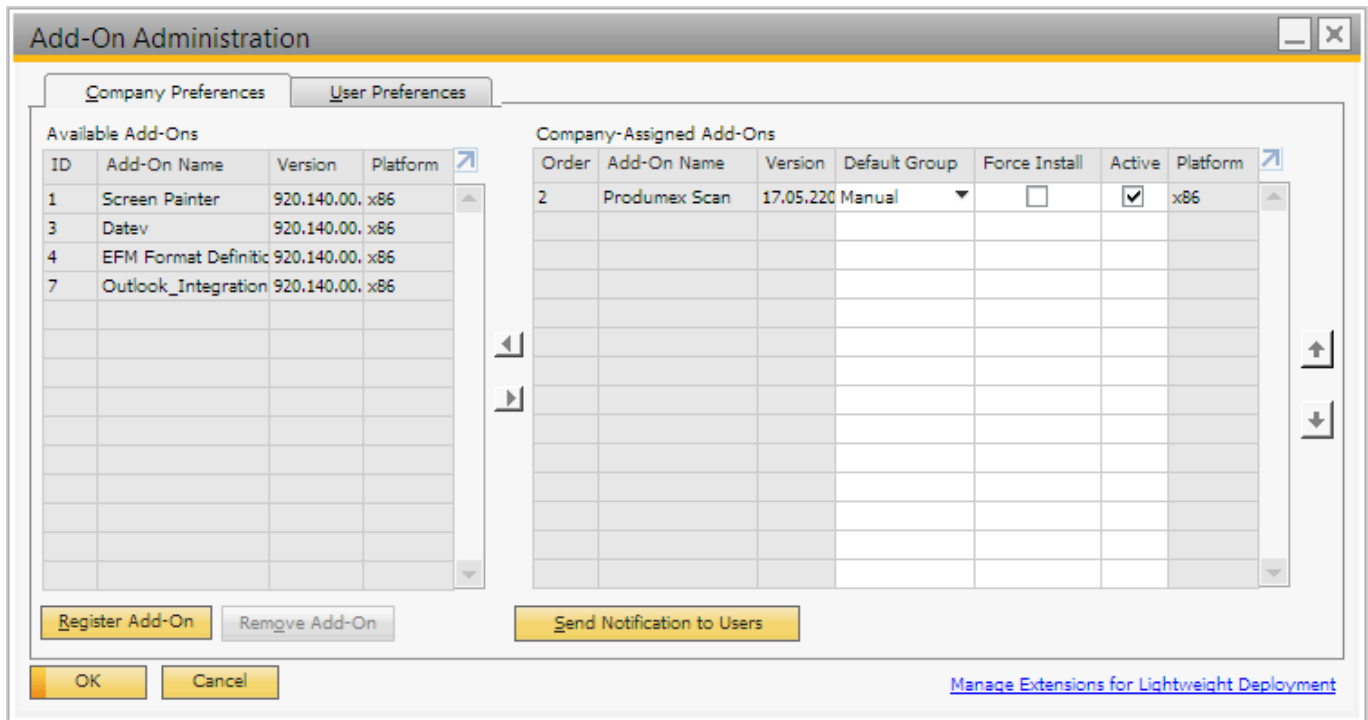 Add-On Administration
Company Preferences User Preferences
Available Add-Ons Company-Assigned Add-Ons
ID Add-On Name Version Platform Order Add-On Name Version Default Group Force Install Active Platform
1 Screen Painter 920.140.00. x86 2 Produmex Scan 17.05.220 Manual x86
3 Datev 920.140.00. x86
4 EFM Format Definitic 920.140.00. x86
7 Outlook_Integration 920.140.00. x86
Register Add-On Remove Add-On Send Notification to Users
OK Cancel Manage Extensions for Lightweight Deployment